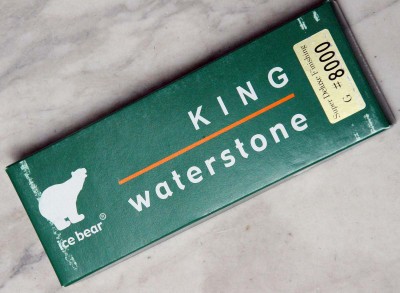 KING
waterstone
ice bear®
Super Deluxe Finishing
G # 8000